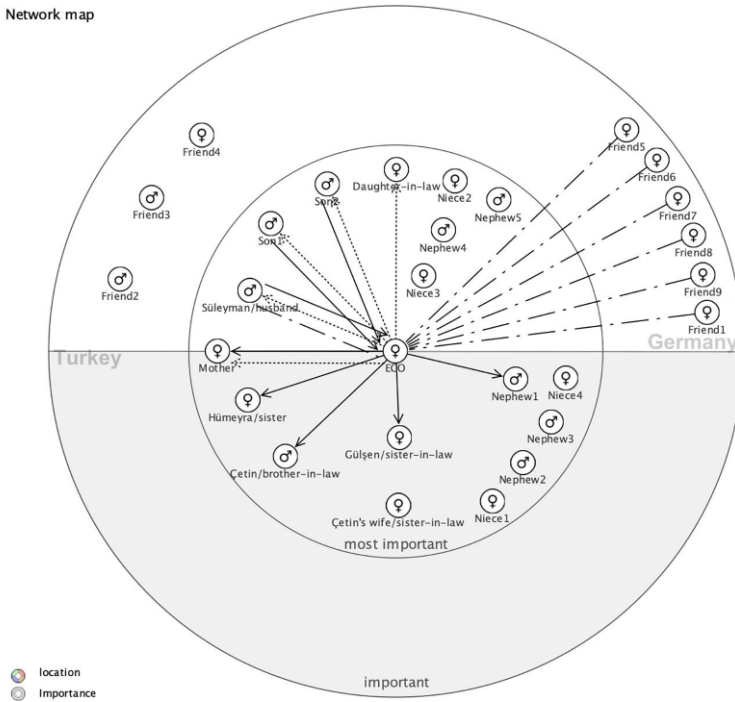 Network map
Friend4
Friend5
Friend6
Daughter-in-law
Niece2
Son2
Nephew5
Friend3
Friend7
Son1
Nephew4
Friend8
Friend2
Niece3
Friend9
Süleyman/husband
Friend1
Turkey
Germany
Mother
EGO
Nephew1
Niece4
Hümeyra/sister
Nephew3
Gülşen/sister-in-law
Çetin/brother-in-law
Nephew2
Çetin's wife/sister-in-law
Niece1
most important
important
location
Importance